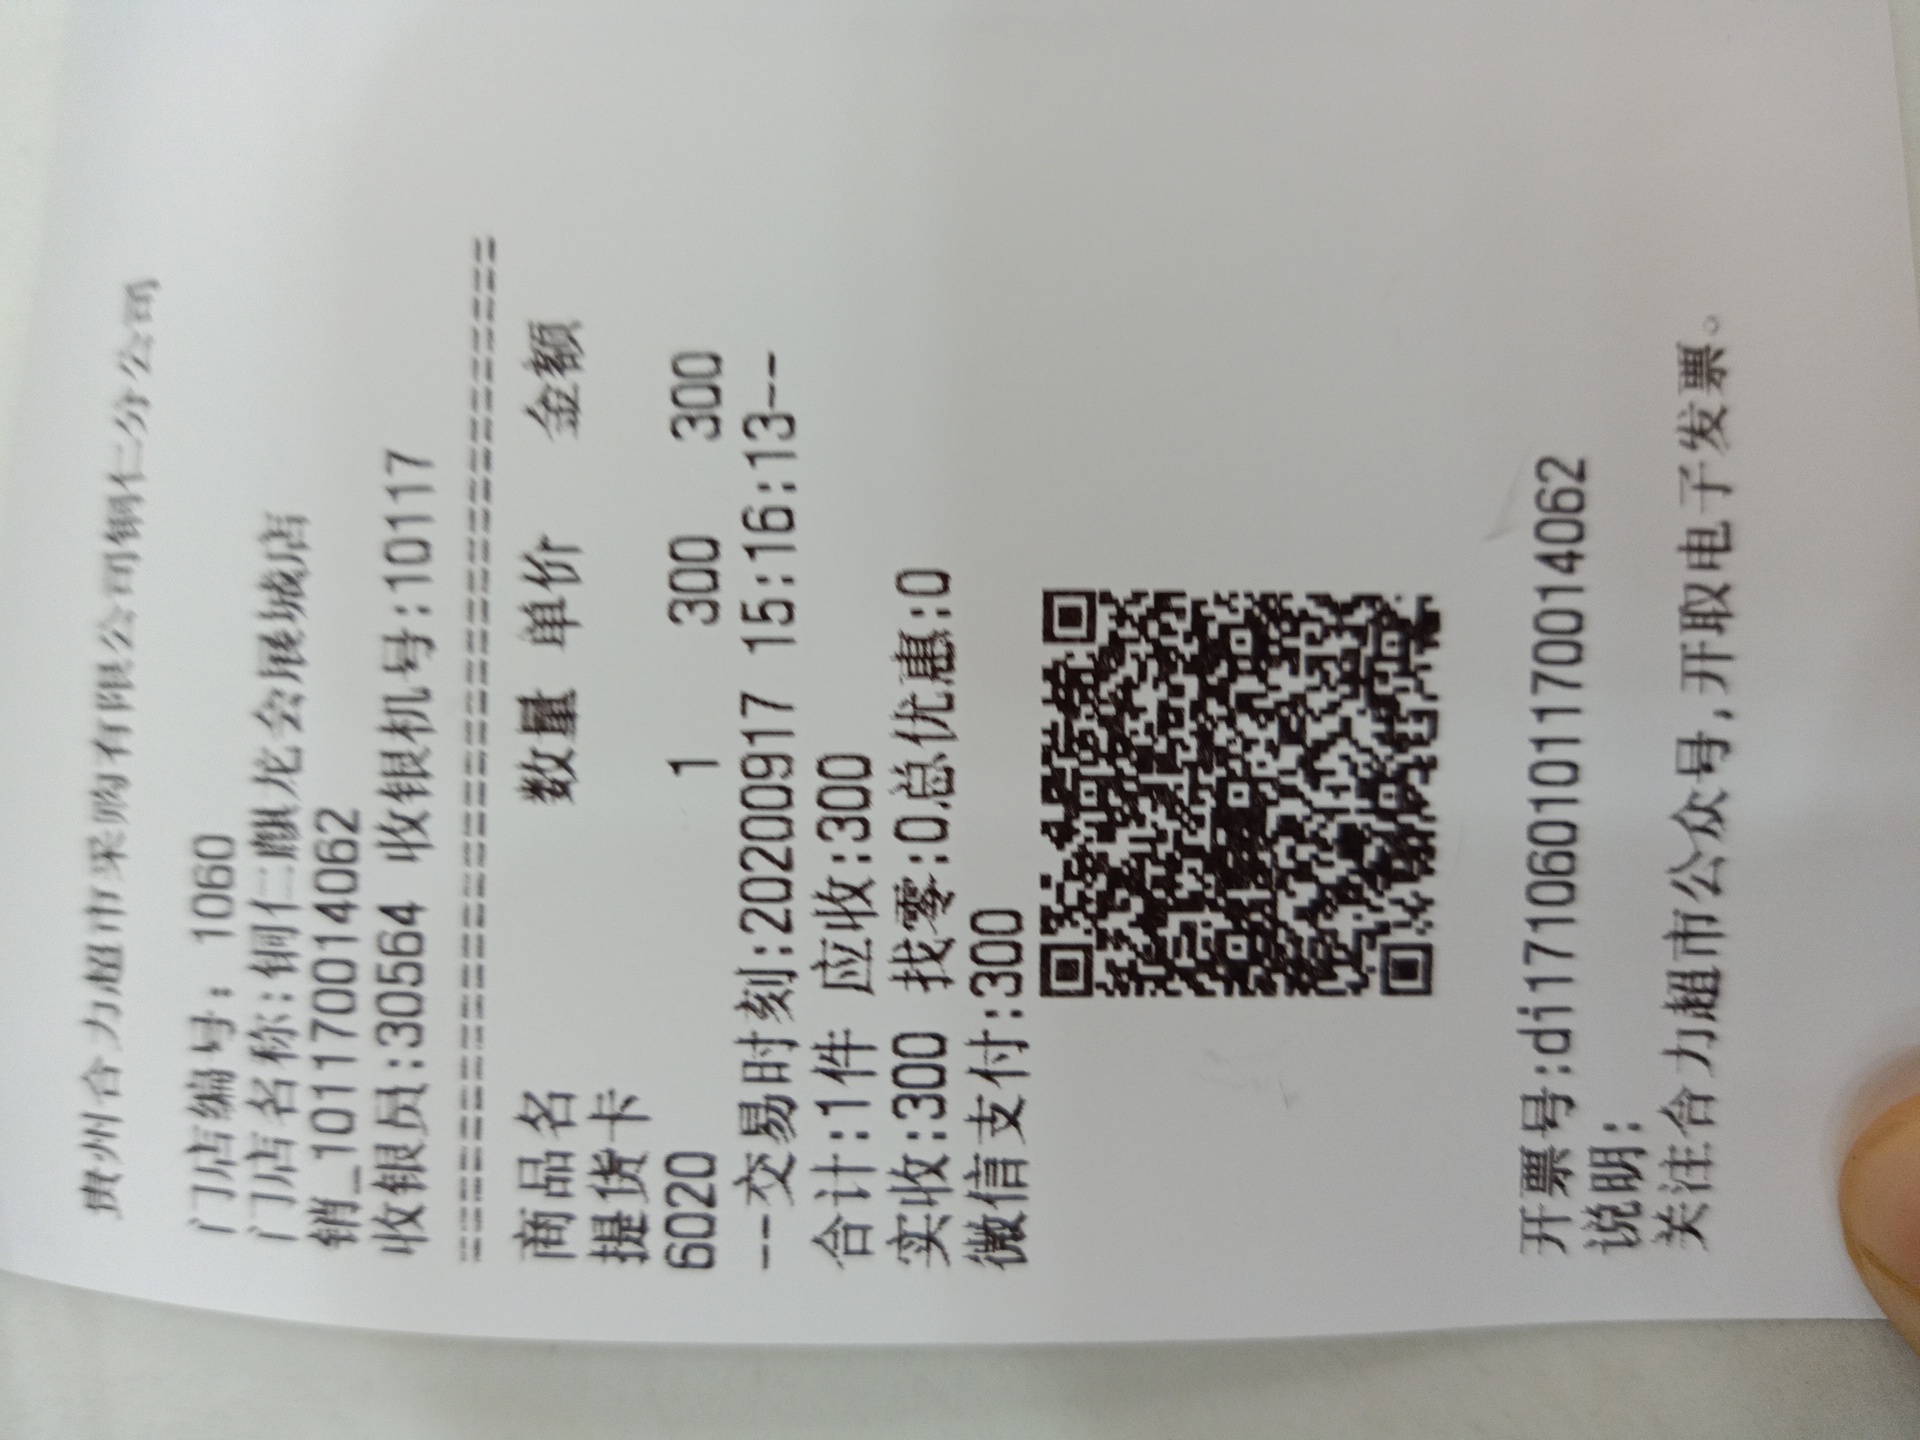 贵州合力超市采购有限公司铜仁分公司
门店编号: 1060
门店名称:铜仁麒龙会展城店
销_101170014062
收银员:30564 收银机号:10117
商品名 数量 单价 金额
提货卡
6020 1 300 300
--交易时刻:20200917 15:16:13--
合计:1件 应收:300
实收:300 找零:0总优惠:0
微信支付:300
开票号:di171060101170014062
说明:
关注合力超市公众号,开取电子发票。